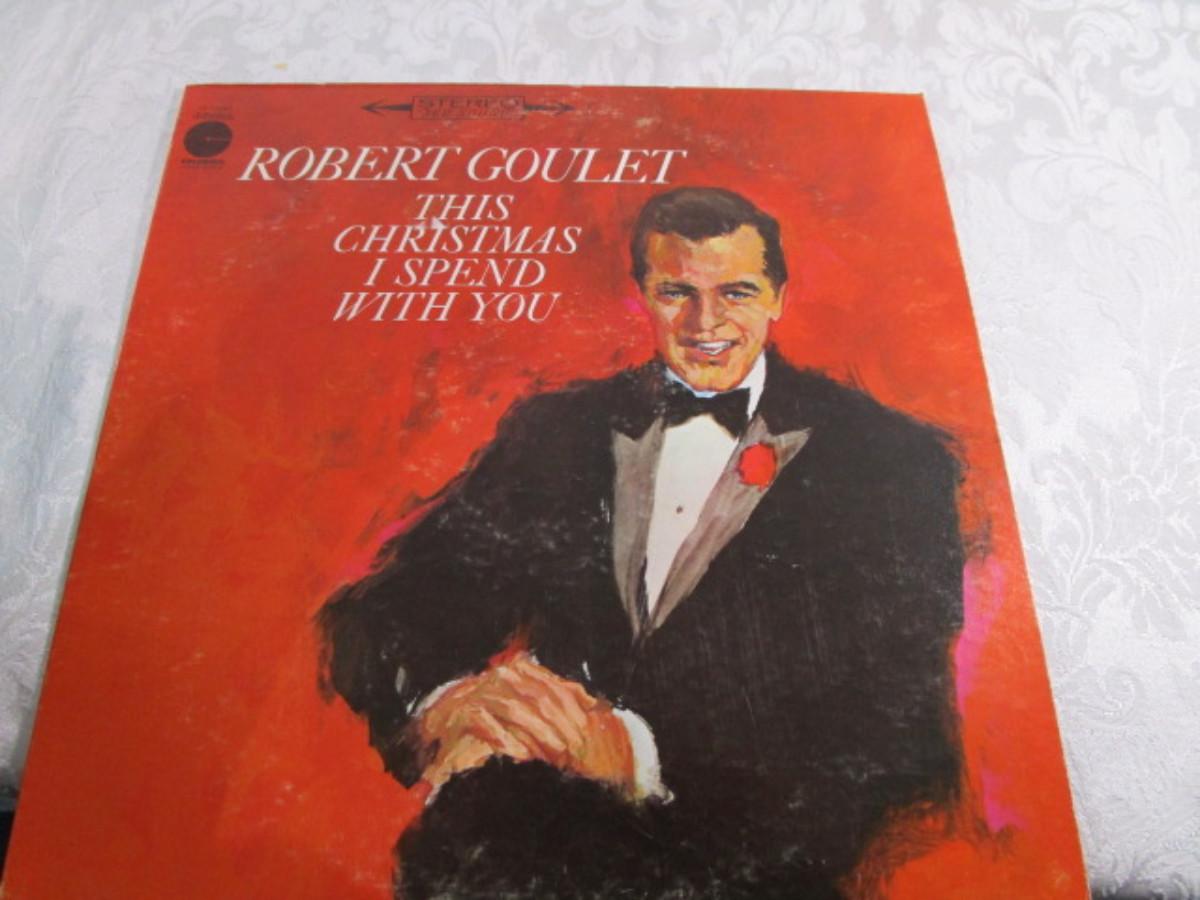 STEREO
ROBERT GOULET
THIS
CHRISTMAS
I SPEND
WITH YOU